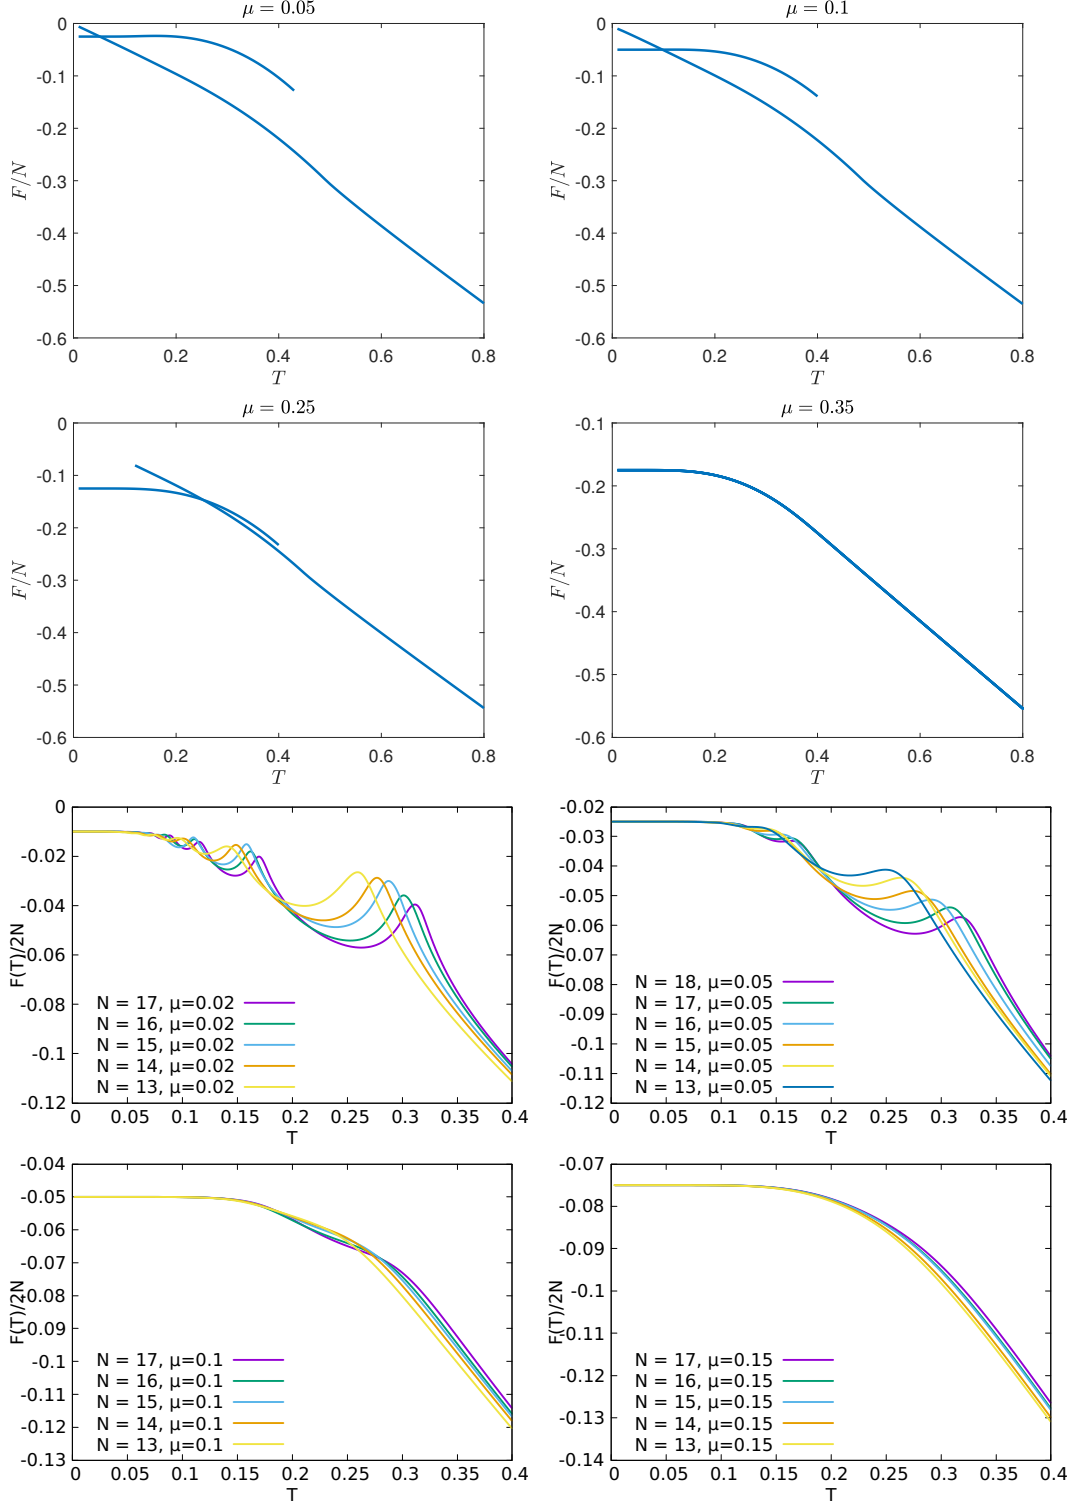 μ = 0.05
0
-0.1
-0.2
-0.3
-0.4
-0.5
-0.6
F/N
0 0.2 0.4 0.6 0.8
T
μ = 0.1
0
-0.1
-0.2
-0.3
-0.4
-0.5
-0.6
F/N
0 0.2 0.4 0.6 0.8
T
μ = 0.25
0
-0.1
-0.2
-0.3
-0.4
-0.5
-0.6
F/N
0 0.2 0.4 0.6 0.8
T
μ = 0.35
-0.1
-0.2
-0.3
-0.4
-0.5
-0.6
F/N
0 0.2 0.4 0.6 0.8
T
0
-0.02
-0.04
-0.06
-0.08
-0.1
-0.12
F(T)/2N
N = 17, μ=0.02
N = 16, μ=0.02
N = 15, μ=0.02
N = 14, μ=0.02
N = 13, μ=0.02
0 0.05 0.1 0.15 0.2 0.25 0.3 0.35 0.4
T
-0.02
-0.03
-0.04
-0.05
-0.06
-0.07
-0.08
-0.09
-0.1
-0.11
-0.12
F(T)/2N
N = 18, μ=0.05
N = 17, μ=0.05
N = 16, μ=0.05
N = 15, μ=0.05
N = 14, μ=0.05
N = 13, μ=0.05
0 0.05 0.1 0.15 0.2 0.25 0.3 0.35 0.4
T
-0.04
-0.05
-0.06
-0.07
-0.08
-0.09
-0.1
-0.11
-0.12
-0.13
F(T)/2N
N = 17, μ=0.1
N = 16, μ=0.1
N = 15, μ=0.1
N = 14, μ=0.1
N = 13, μ=0.1
0 0.05 0.1 0.15 0.2 0.25 0.3 0.35 0.4
T
-0.07
-0.08
-0.09
-0.1
-0.11
-0.12
-0.13
-0.14
F(T)/2N
N = 17, μ=0.15
N = 16, μ=0.15
N = 15, μ=0.15
N = 14, μ=0.15
N = 13, μ=0.15
0 0.05 0.1 0.15 0.2 0.25 0.3 0.35 0.4
T